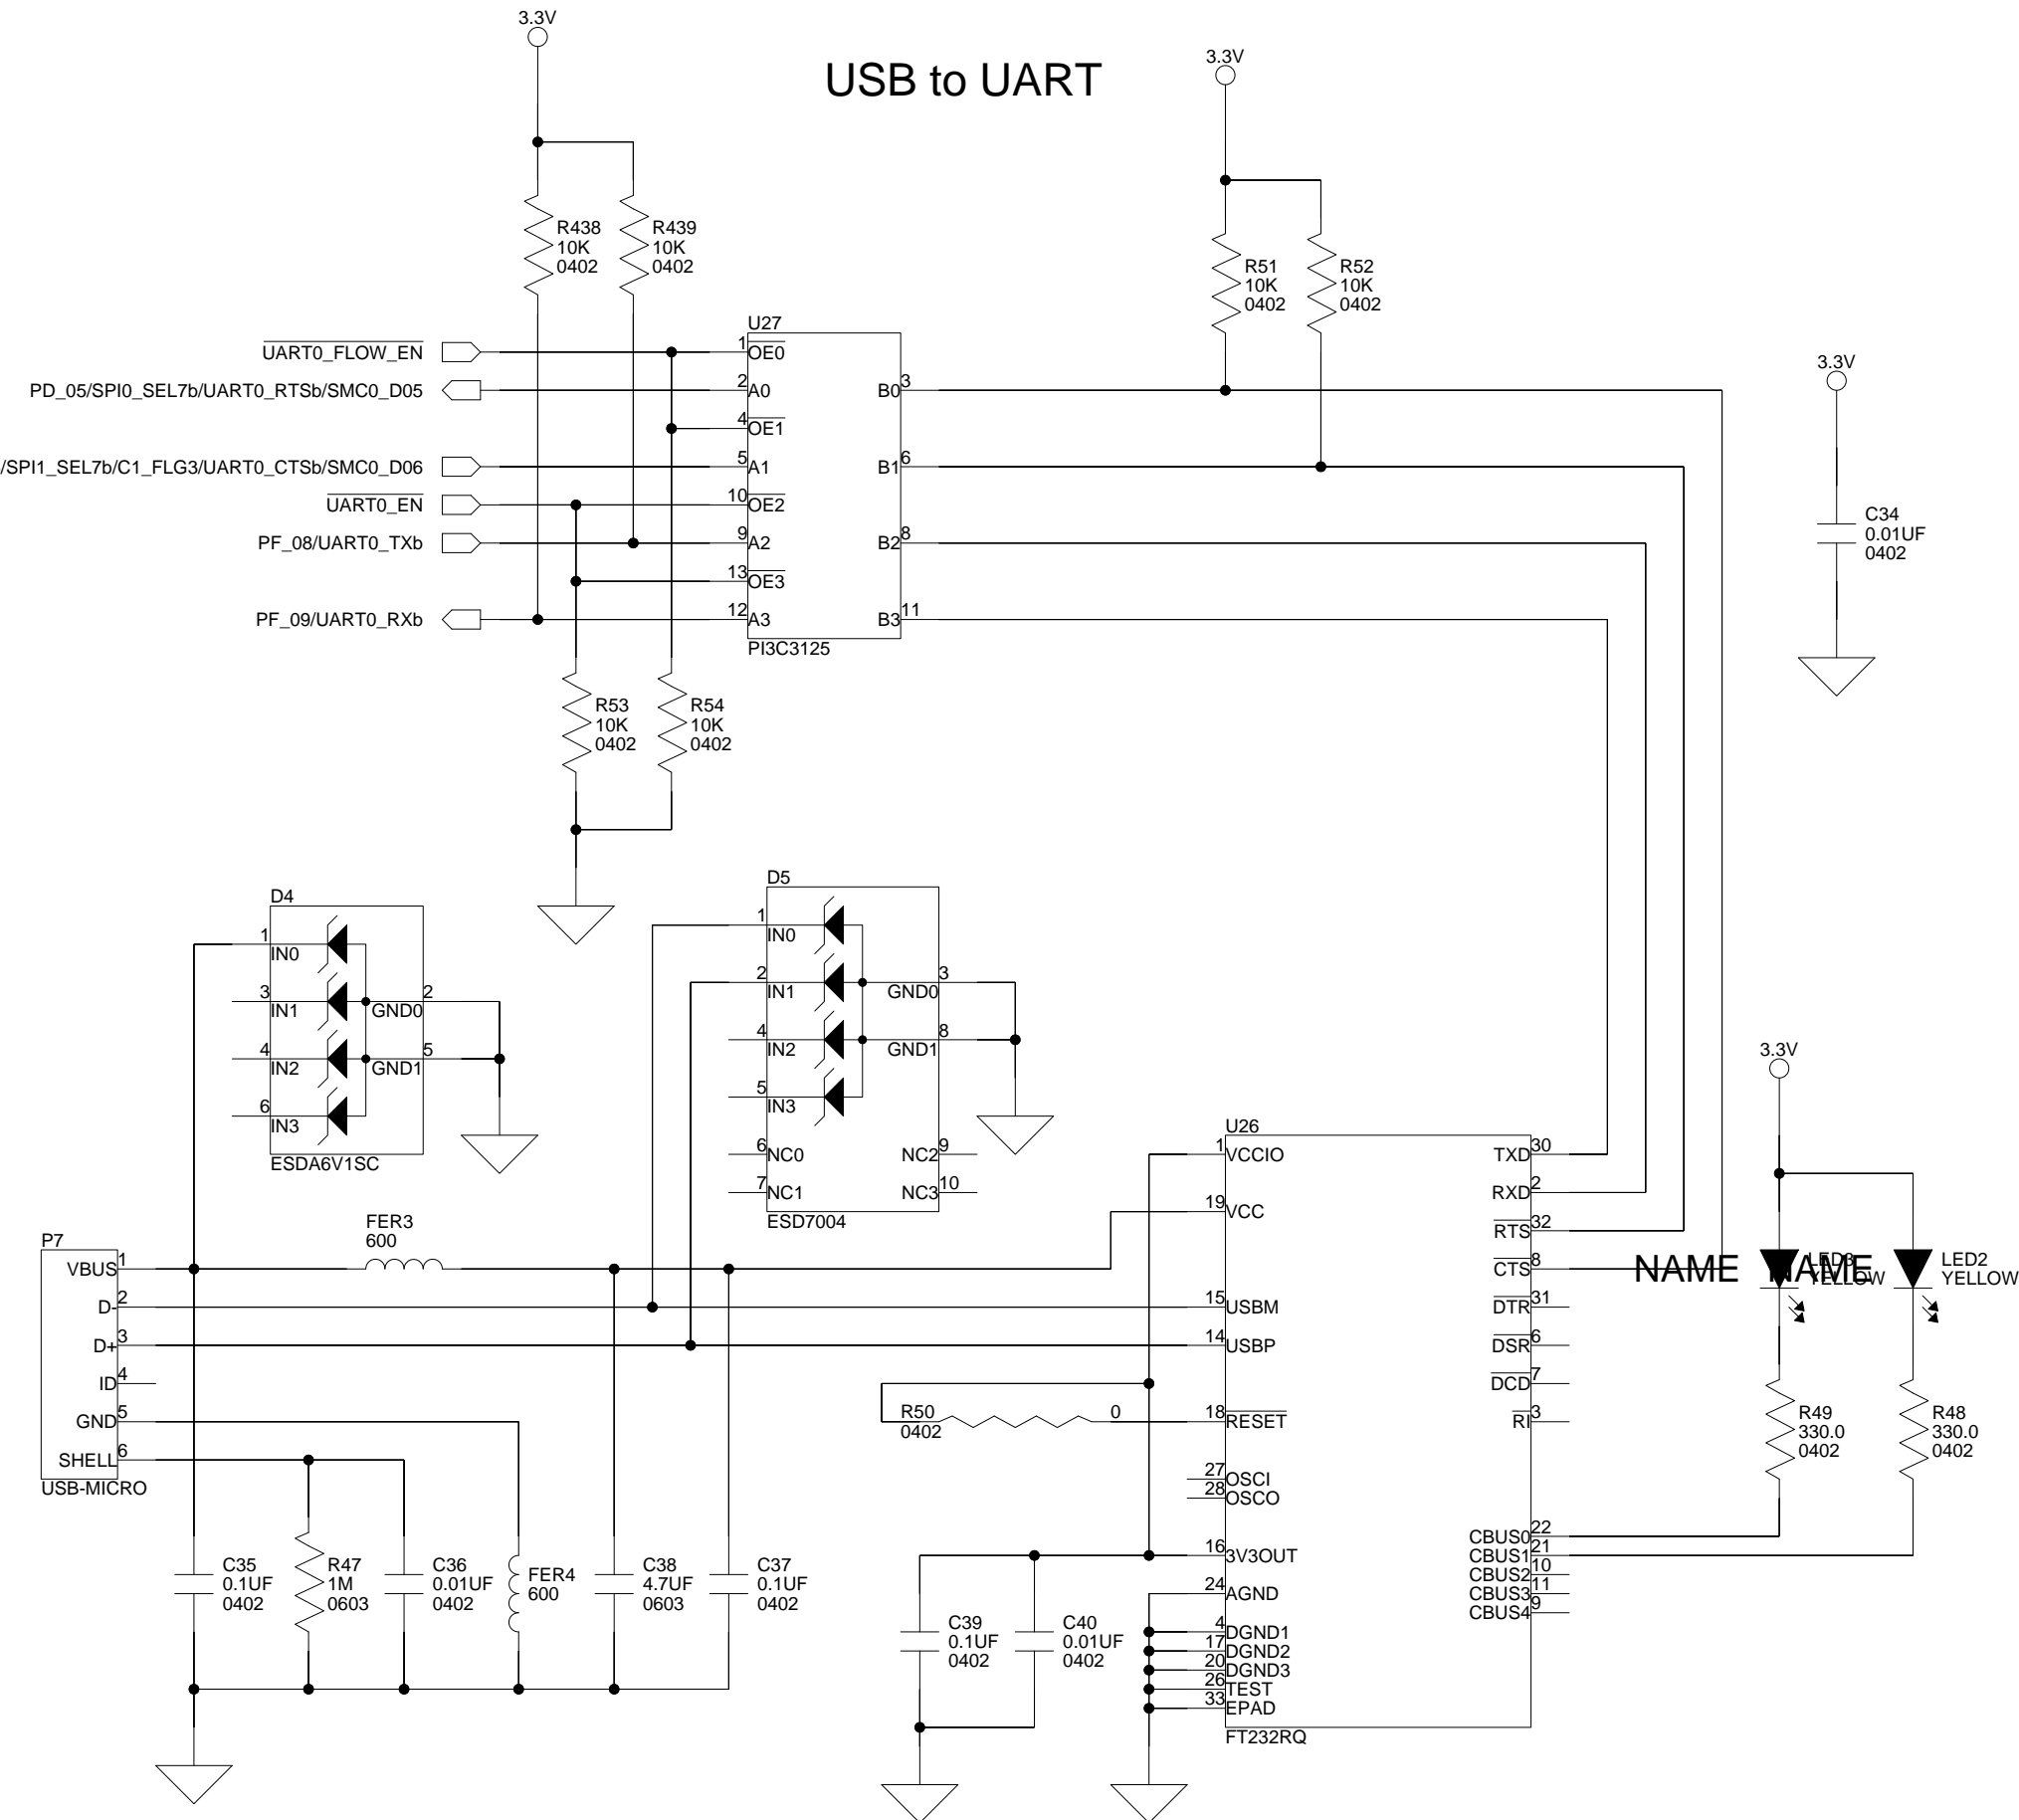 3.3V
USB to UART
3.3V
R438
10K
0402
R439
10K
0402
R51
10K
0402
R52
10K
0402
U27
UART0_FLOW_EN
1
OE0
PD_05/SPI0_SEL7b/UART0_RTSb/SMC0_D05
2
A0
B0
3
4
OE1
/SPI1_SEL7b/C1_FLG3/UART0_CTSb/SMC0_D06
5
A1
B1
6
UART0_EN
10
OE2
PF_08/UART0_TXb
9
A2
B2
8
13
OE3
PF_09/UART0_RXb
12
A3
B3
11
PI3C3125
3.3V
C34
0.01UF
0402
R53
10K
0402
R54
10K
0402
D4
1
IN0
3
IN1
GND0
2
4
IN2
GND1
5
6
IN3
ESDA6V1SC
D5
1
IN0
2
IN1
GND0
3
4
IN2
GND1
8
5
IN3
6
NC0
NC2
9
7
NC1
NC3
10
ESD7004
FER3
600
P7
VBUS
1
D-
2
D+
3
ID
4
GND
5
SHELL
6
USB-MICRO
C35
0.1UF
0402
R47
1M
0603
C36
0.01UF
0402
FER4
600
C38
4.7UF
0603
C37
0.1UF
0402
R50
0402
0
C39
0.1UF
0402
C40
0.01UF
0402
U26
1
VCCIO
19
VCC
15
USBM
14
USBP
18
RESET
27
OSCI
28
OSCO
16
3V3OUT
24
AGND
4
DGND1
17
DGND2
20
DGND3
26
TEST
33
EPAD
TXD
30
RXD
2
RTS
32
CTS
8
DTR
31
DSR
6
DCD
7
RI
3
CBUS0
22
CBUS1
21
CBUS2
10
CBUS3
11
CBUS4
9
FT232RQ
3.3V
NAME
NAME
LED3
YELLOW
LED2
YELLOW
R49
330.0
0402
R48
330.0
0402